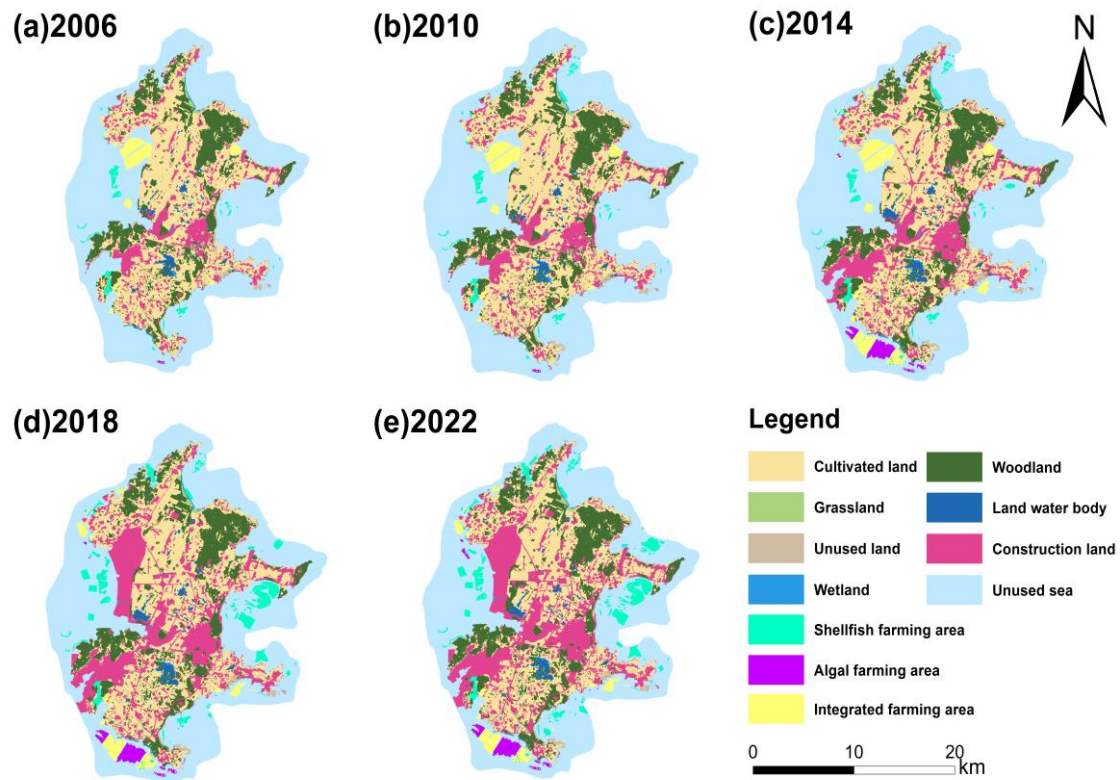 (a)2006
(b)2010
(c)2014
N
(d)2018
(e)2022
Legend
Cultivated land
Woodland
Grassland
Land water body
Unused land
Construction land
Wetland
Unused sea
Shellfish farming area
Algal farming area
Integrated farming area
0 10 20
km